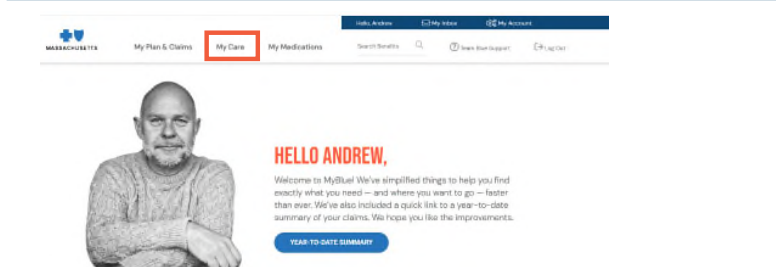 Hello, Andrew
My Inbox
My Account
MASSACHUSETTS
My Plan & Claims
My Care
My Medications
Search Benefits
Team Blue Support
Log Out
HELLO ANDREW,
Welcome to MyBlue! We've simplified things to help you find
exactly what you need — and where you want to go — faster
than ever. We've also included a quick link to a year-to-date
summary of your claims. We hope you like the improvements.
YEAR-TO-DATE SUMMARY